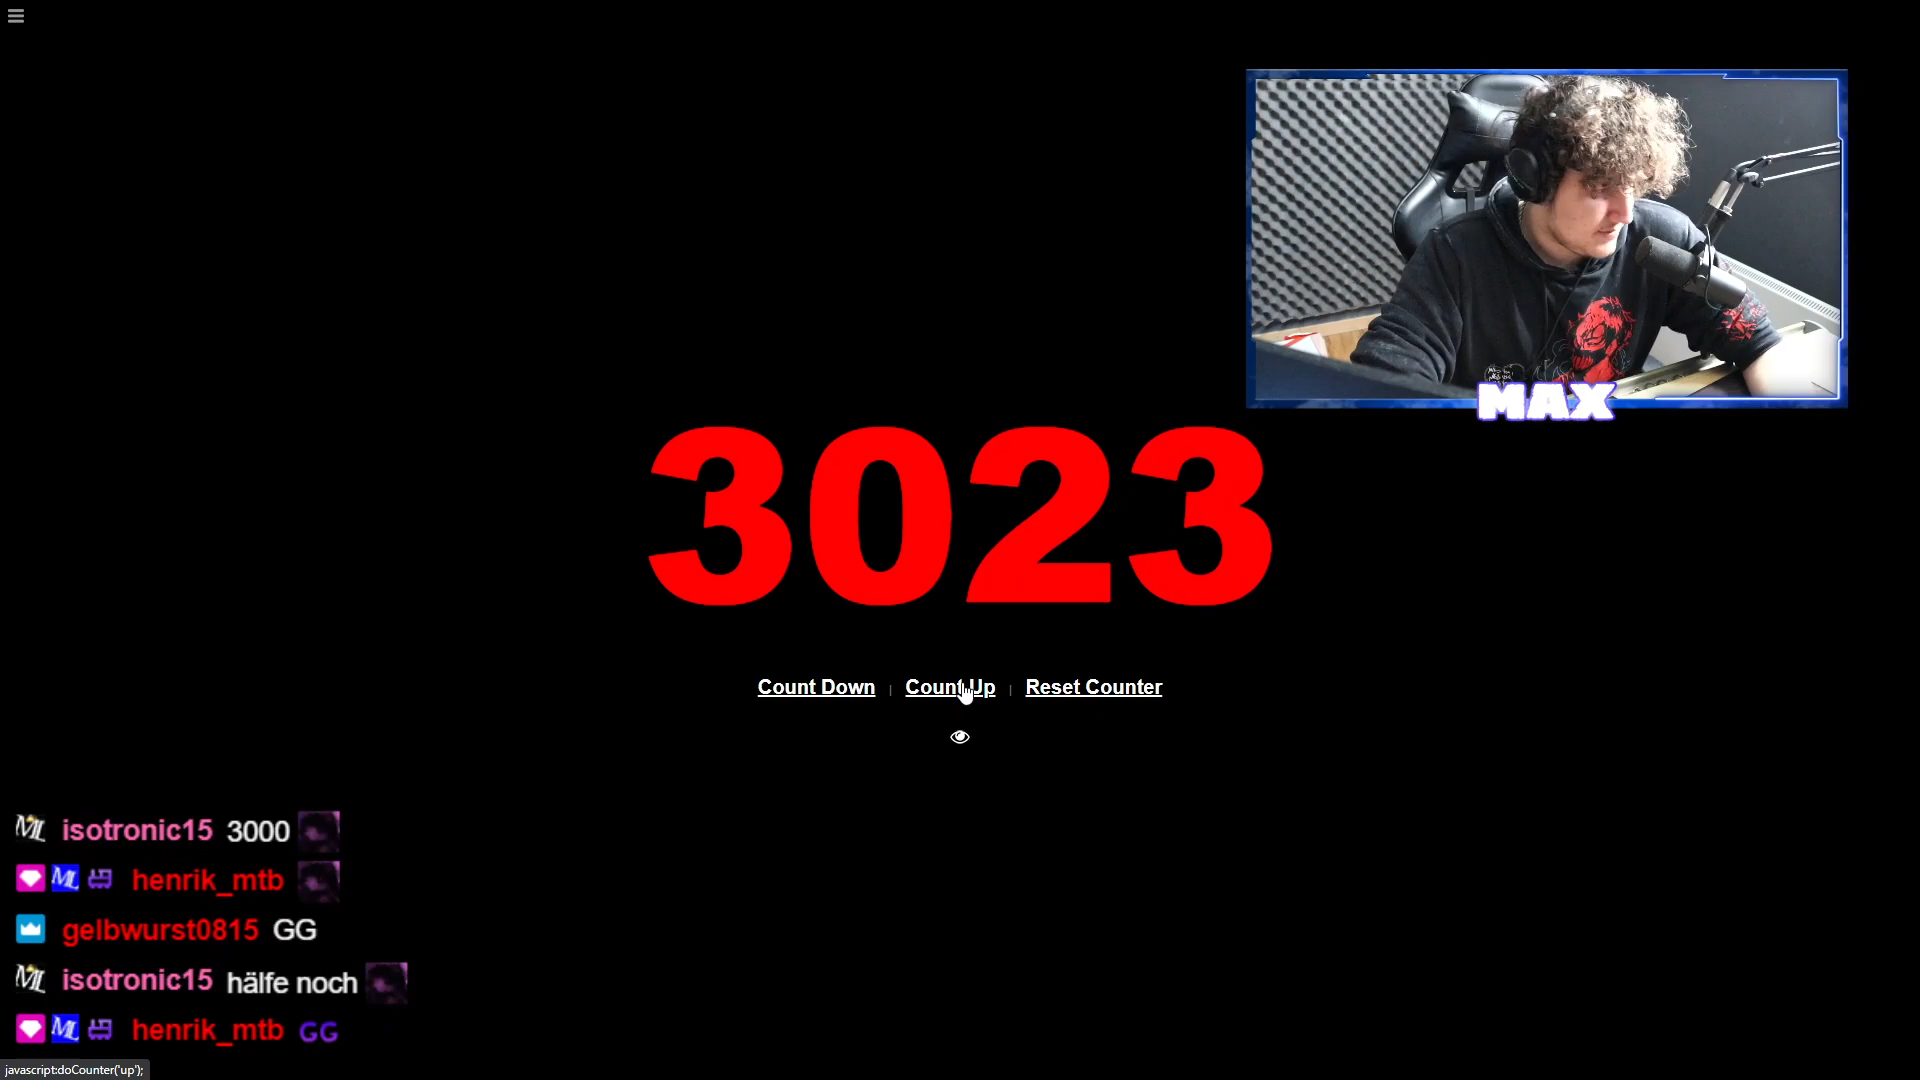 MAX
3023
Count Down | Count Up | Reset Counter
isotronic15 3000
henrik_mtb
gelbwurst0815 GG
isotronic15 hälfe noch
henrik_mtb GG
javascript:doCounter('up');